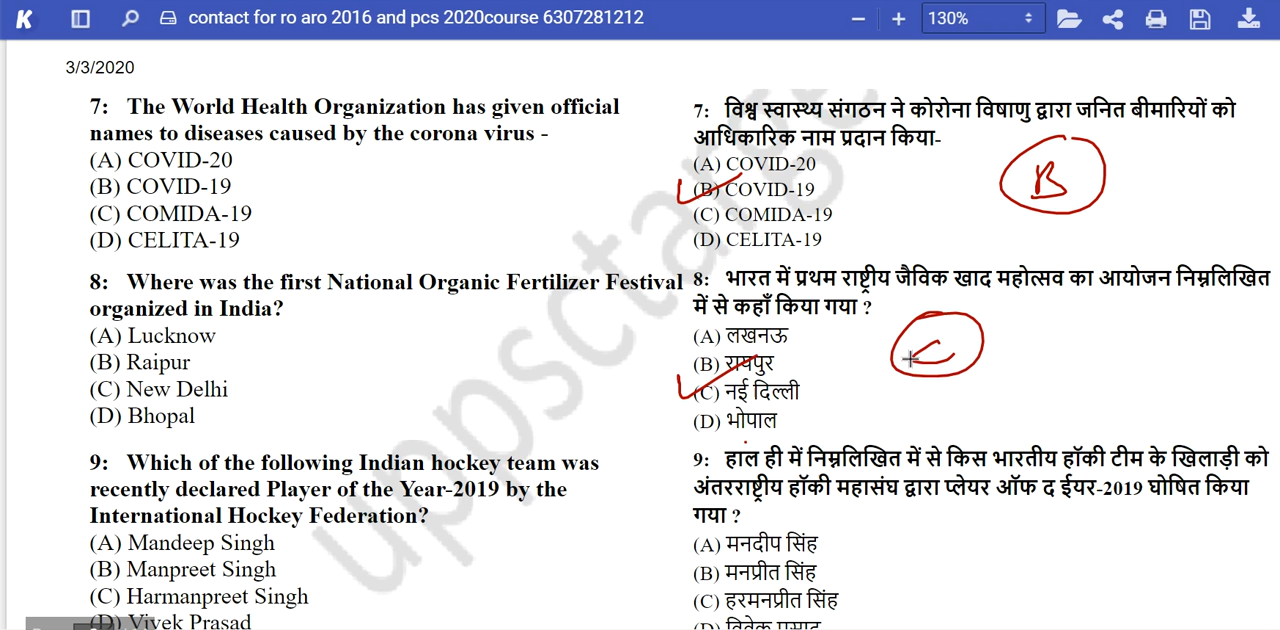 contact for ro aro 2016 and pcs 2020course 6307281212
130%
3/3/2020
7: The World Health Organization has given official
names to diseases caused by the corona virus -
(A) COVID-20
(B) COVID-19
(C) COMIDA-19
(D) CELITA-19
8: Where was the first National Organic Fertilizer Festival
organized in India?
(A) Lucknow
(B) Raipur
(C) New Delhi
(D) Bhopal
9: Which of the following Indian hockey team was
recently declared Player of the Year-2019 by the
International Hockey Federation?
(A) Mandeep Singh
(B) Manpreet Singh
(C) Harmanpreet Singh
(D) Vivek Prasad
7: विश्व स्वास्थ्य संगठन ने कोरोना विषाणु द्वारा जनित बीमारियों को
आधिकारिक नाम प्रदान किया-
(A) COVID-20
(B) COVID-19
(C) COMIDA-19
(D) CELITA-19
B
8: भारत में प्रथम राष्ट्रीय जैविक खाद महोत्सव का आयोजन निम्नलिखित
में से कहाँ किया गया ?
(A) लखनऊ
(B) रायपुर
(C) नई दिल्ली
(D) भोपाल
C
9: हाल ही में निम्नलिखित में से किस भारतीय हॉकी टीम के खिलाड़ी को
अंतरराष्ट्रीय हॉकी महासंघ द्वारा प्लेयर ऑफ द ईयर-2019 घोषित किया
गया ?
(A) मनदीप सिंह
(B) मनप्रीत सिंह
(C) हरमनप्रीत सिंह
(D) विवेक प्रसाद
uppcstarget